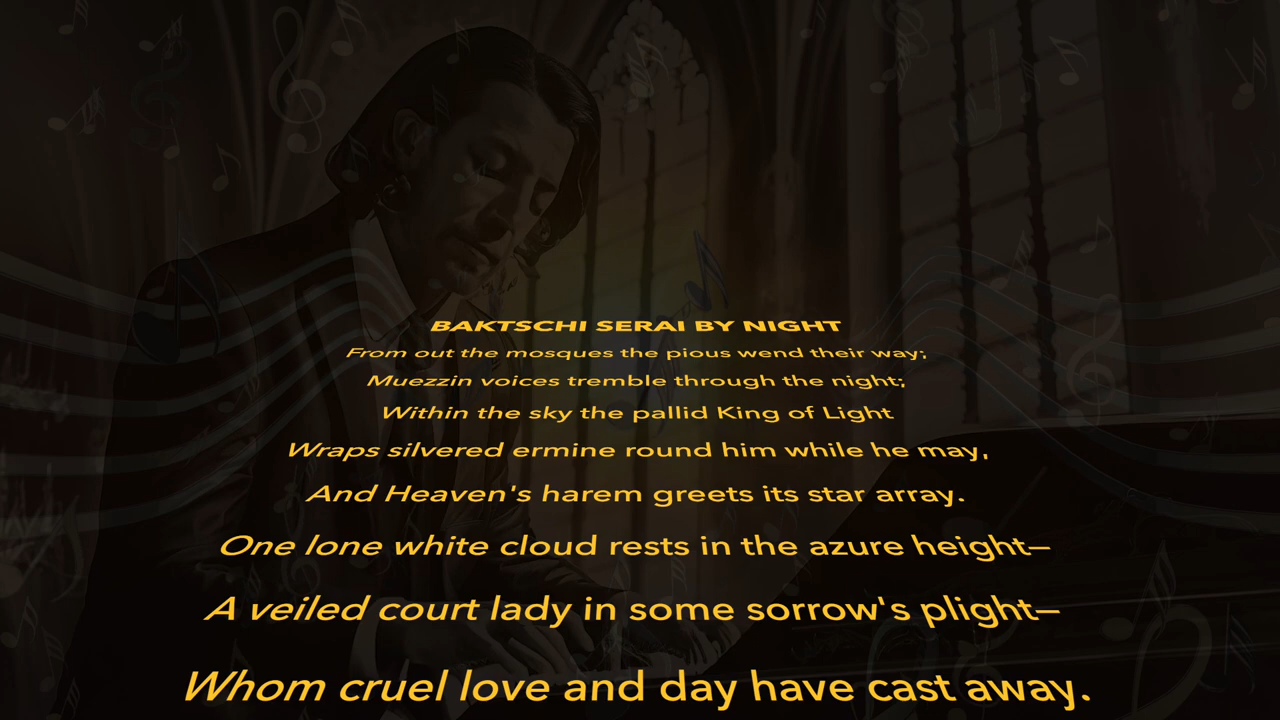 BAKTSCHI SERAI BY NIGHT
From out the mosques the pious wend their way;
Muezzin voices tremble through the night;
Within the sky the pallid King of Light
Wraps silvered ermine round him while he may,
And Heaven's harem greets its star array.
One lone white cloud rests in the azure height—
A veiled court lady in some sorrow's plight—
Whom cruel love and day have cast away.